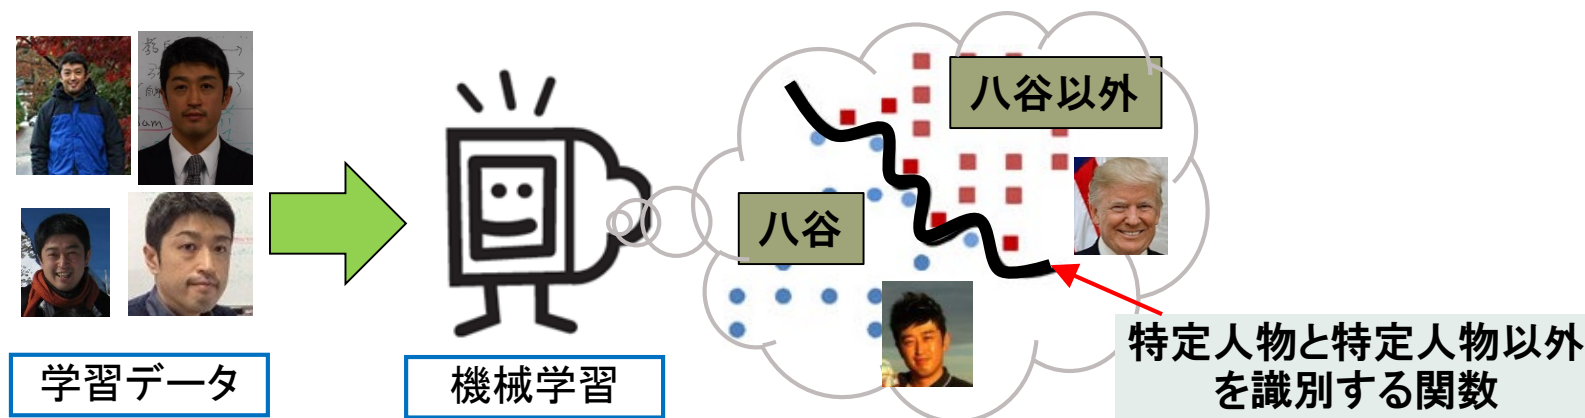 八谷以外
八谷
特定人物と特定人物以外
を識別する関数
学習データ
機械学習